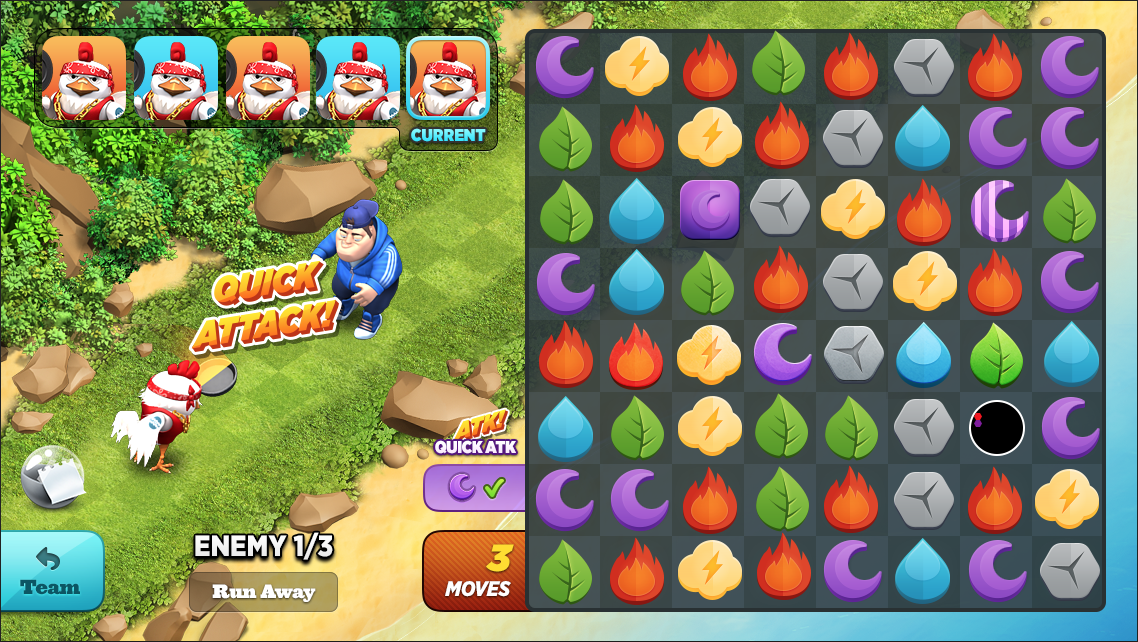 CURRENT
QUICK
ATTACK!
ATK!
QUICK ATK
ENEMY 1/3
3
MOVES
Team
Run Away